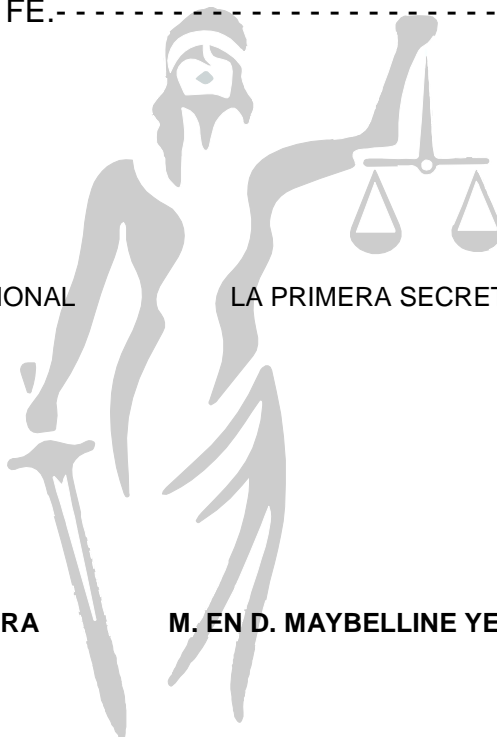 FE.- - - - - - - - - - - - - - - - - - - - - - - - - -
IONAL LA PRIMERA SECRET
RA M. EN D. MAYBELLINE YE